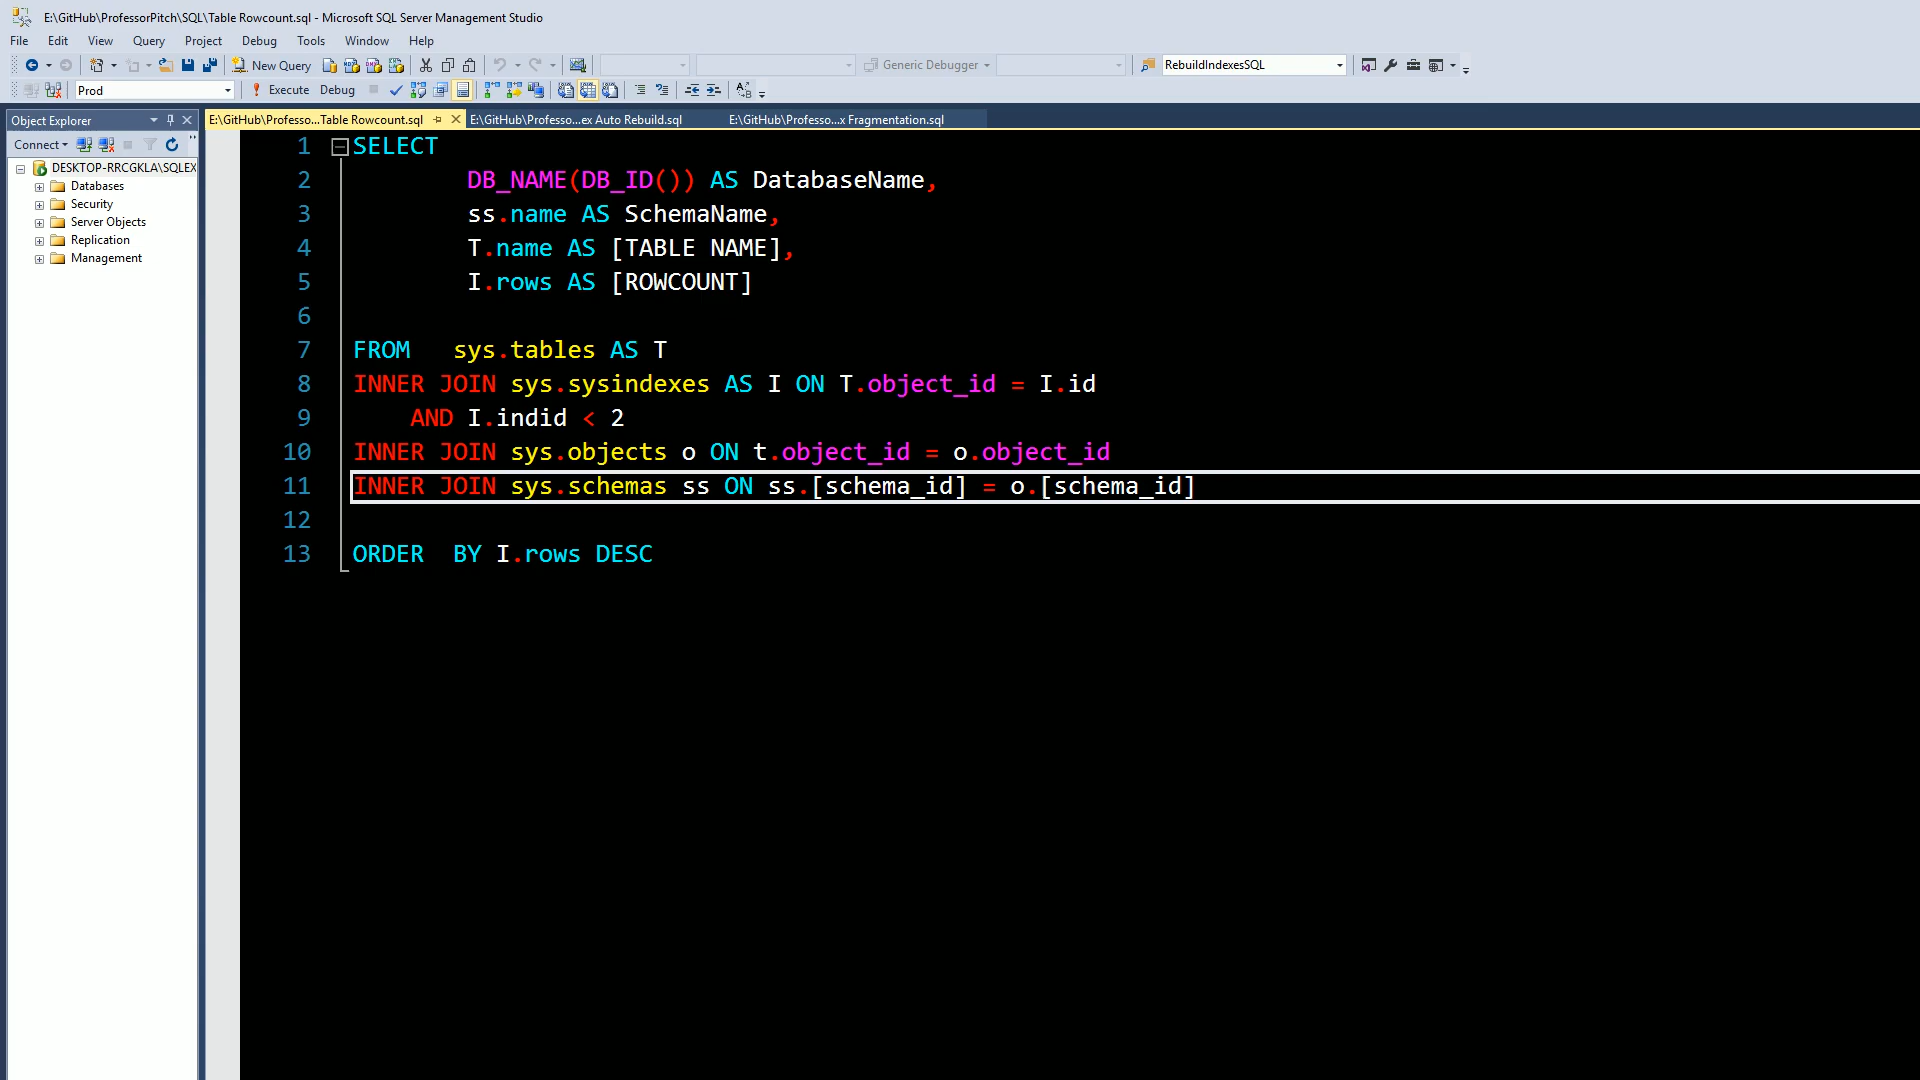 E:\GitHub\ProfessorPitch\SQL\Table Rowcount.sql - Microsoft SQL Server Management Studio
File Edit View Query Project Debug Tools Window Help
New Query Generic Debugger RebuildIndexesSQL
Prod Execute Debug
Object Explorer
Connect
DESKTOP-RRCGKLA\SQLEX
Databases
Security
Server Objects
Replication
Management
E:\GitHub\Professo...Table Rowcount.sql E:\GitHub\Professo...ex Auto Rebuild.sql E:\GitHub\Professo...x Fragmentation.sql
1 SELECT
2 DB_NAME(DB_ID()) AS DatabaseName,
3 ss.name AS SchemaName,
4 T.name AS [TABLE NAME],
5 I.rows AS [ROWCOUNT]
6
7 FROM sys.tables AS T
8 INNER JOIN sys.sysindexes AS I ON T.object_id = I.id
9 AND I.indid < 2
10 INNER JOIN sys.objects o ON t.object_id = o.object_id
11 INNER JOIN sys.schemas ss ON ss.[schema_id] = o.[schema_id]
12
13 ORDER BY I.rows DESC